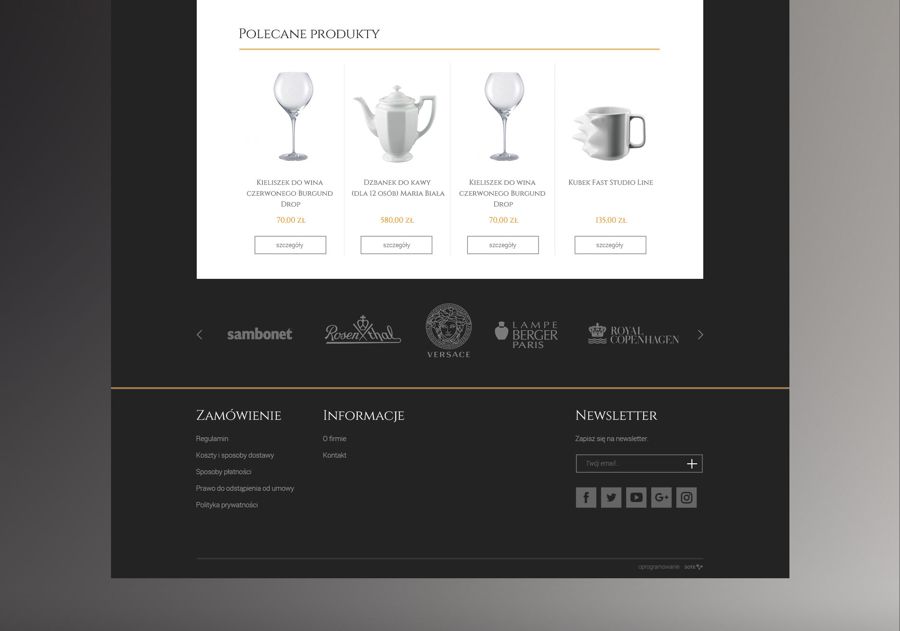 Polecane produkty
Kieliszek do wina
czerwonego Burgund
Drop
70,00 zł
szczegóły
Dzbanek do kawy
(dla 12 osób) Maria Biała
580,00 zł
szczegóły
Kieliszek do wina
czerwonego Burgund
Drop
70,00 zł
szczegóły
Kubek Fast Studio Line
135,00 zł
szczegóły
sambonet
Rosenthal
VERSACE
LAMPE
BERGER
PARIS
ROYAL
COPENHAGEN
Zamówienie
Regulamin
Koszty i sposoby dostawy
Sposoby płatności
Prawo do odstąpienia od umowy
Polityka prywatności
Informacje
O firmie
Kontakt
Newsletter
Zapisz się na newsletter.
Twój email...
f
G+
oprogramowanie SOTE